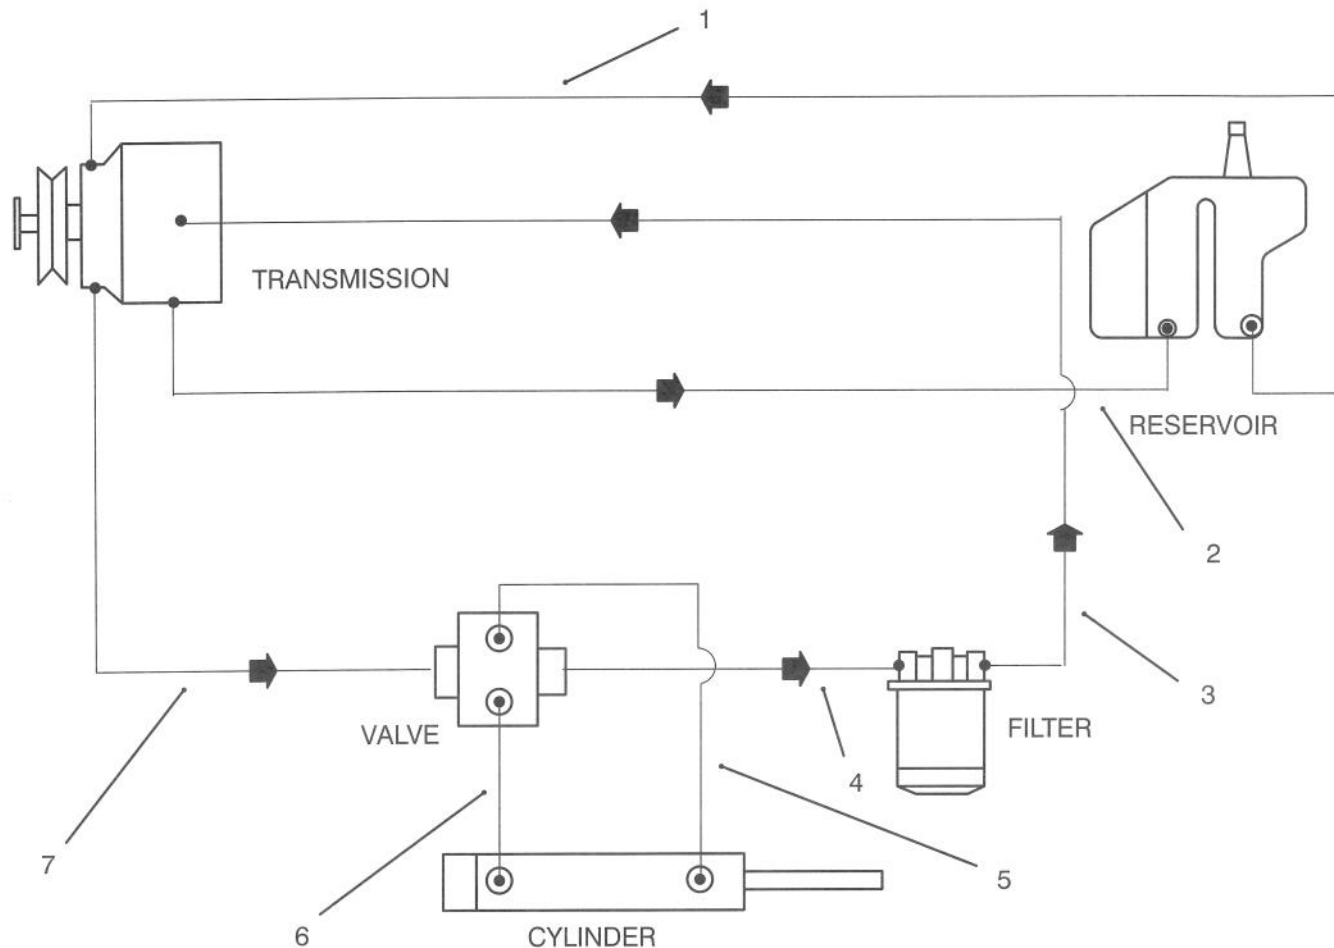 1
TRANSMISSION
RESERVOIR
2
3
VALVE
FILTER
4
7
5
6
CYLINDER